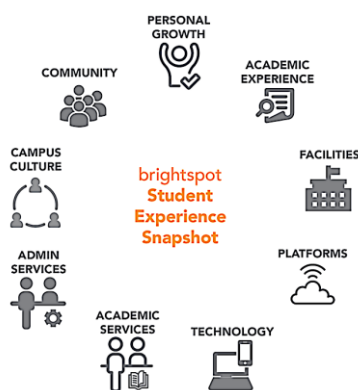 PERSONAL
GROWTH
ACADEMIC
EXPERIENCE
FACILITIES
PLATFORMS
TECHNOLOGY
ACADEMIC
SERVICES
ADMIN
SERVICES
CAMPUS
CULTURE
COMMUNITY
brightspot
Student
Experience
Snapshot